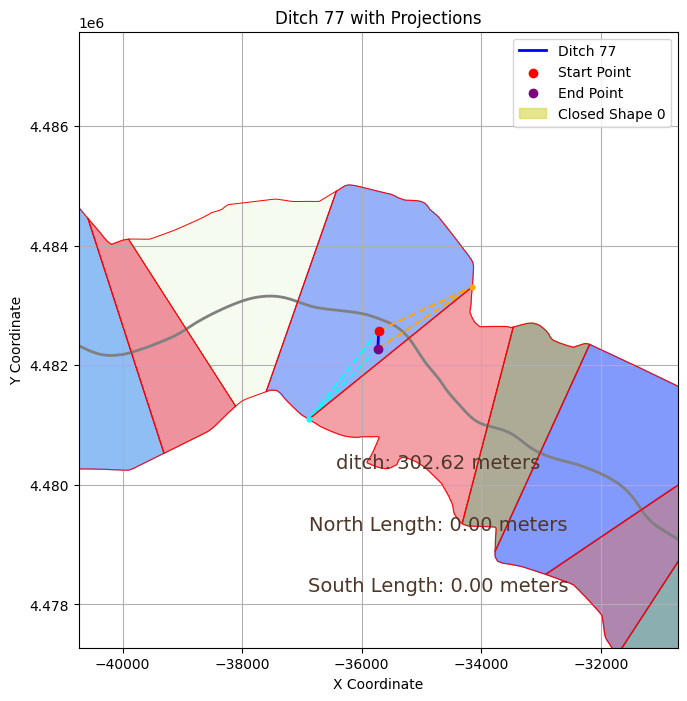 Ditch 77 with Projections
1e6
Ditch 77
Start Point
End Point
Closed Shape 0
4.486
4.484
4.482
4.480
4.478
Y Coordinate
ditch: 302.62 meters
North Length: 0.00 meters
South Length: 0.00 meters
−40000 −38000 −36000 −34000 −32000
X Coordinate